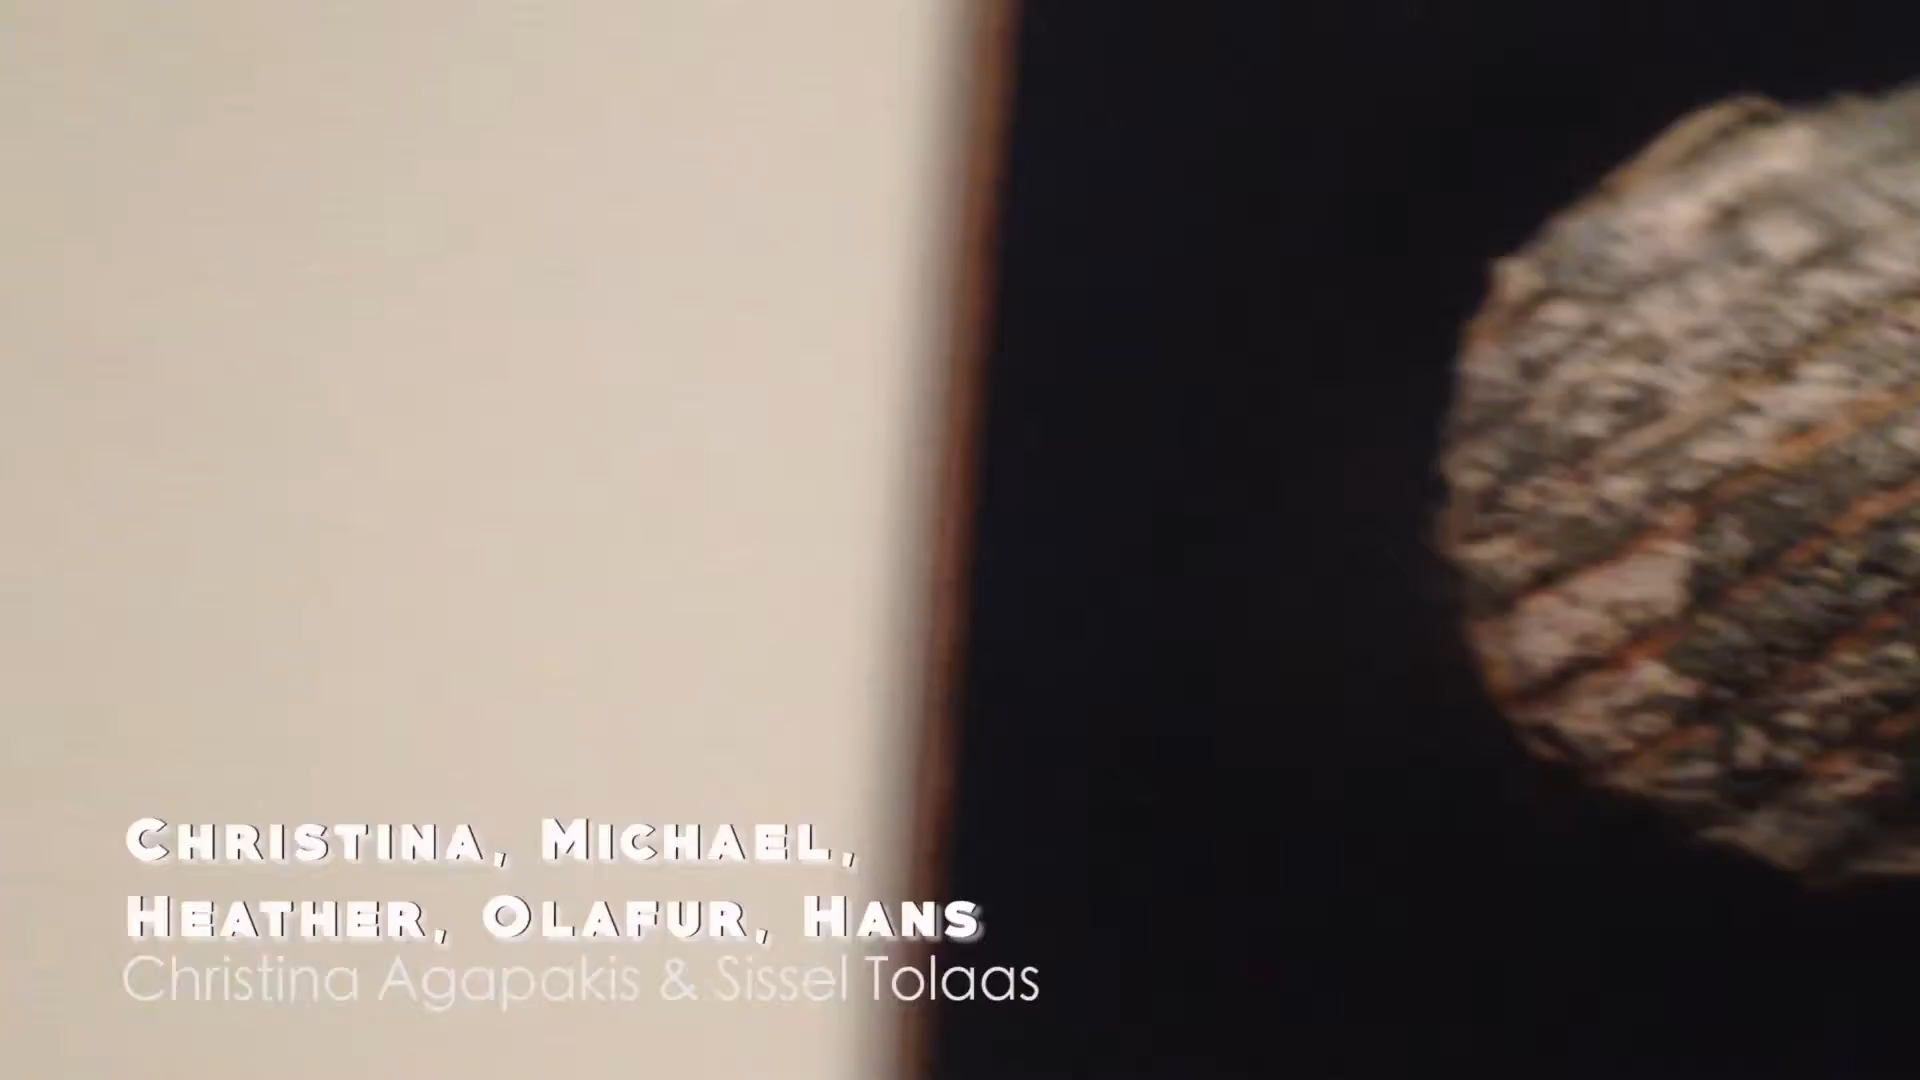 Christina, Michael,
Heather, Olafur, Hans
Christina Agapakis & Sissel Tolaas